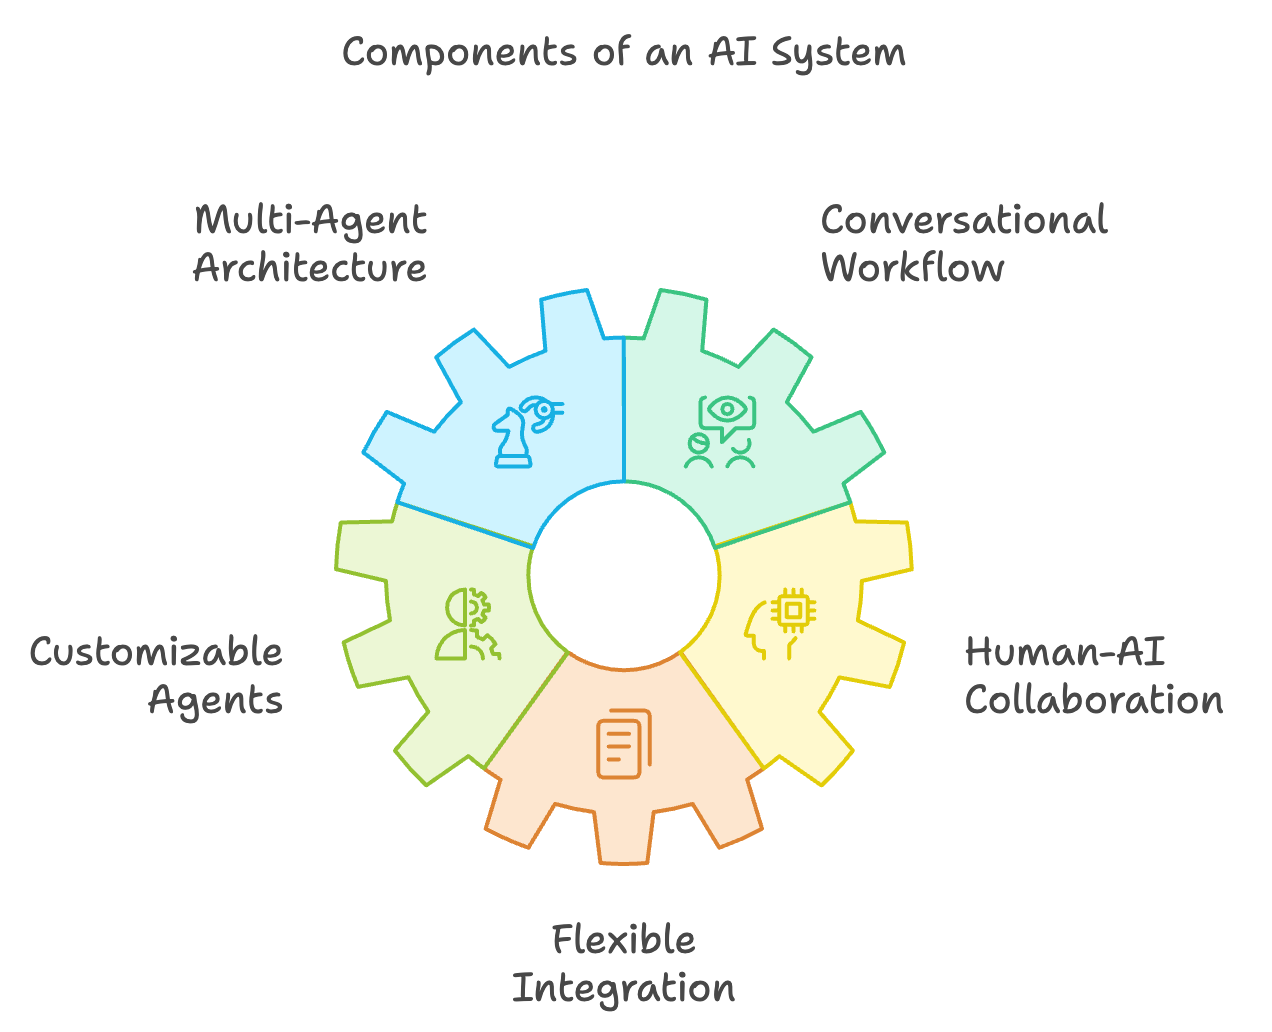 Components of an AI System
Multi-Agent
Architecture
Conversational
Workflow
Customizable
Agents
Human-AI
Collaboration
Flexible
Integration